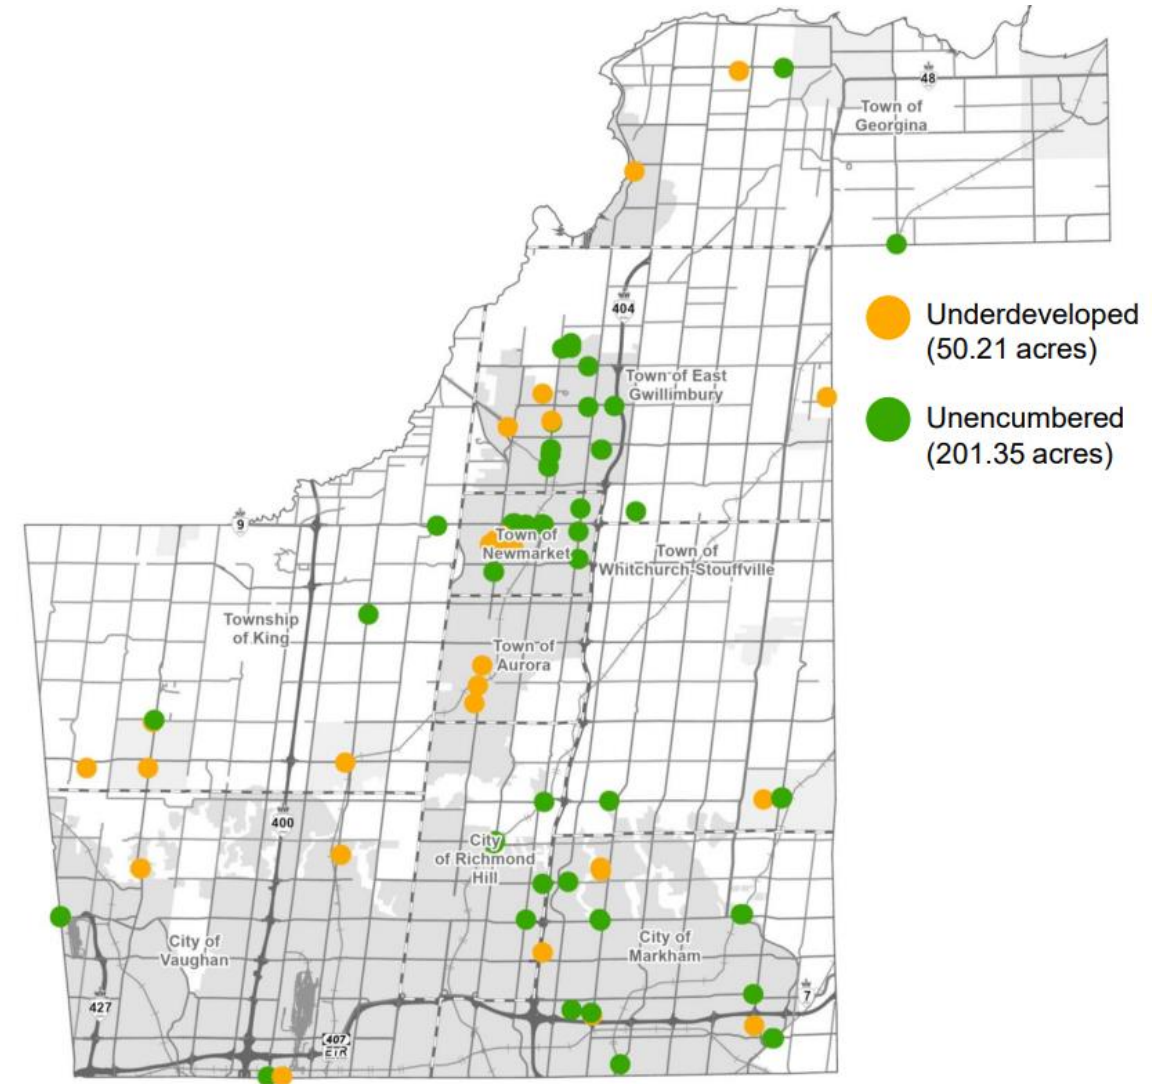 48
Town of
Georgina
404
Underdeveloped
(50.21 acres)
Town of East
Gwillimbury
Unencumbered
(201.35 acres)
9
Town of
Newmarket
Town of
Whitchurch-Stouffville
Township
of King
Town of
Aurora
400
City
of Richmond
Hill
City of
Vaughan
City of
Markham
427
7
407
ETR